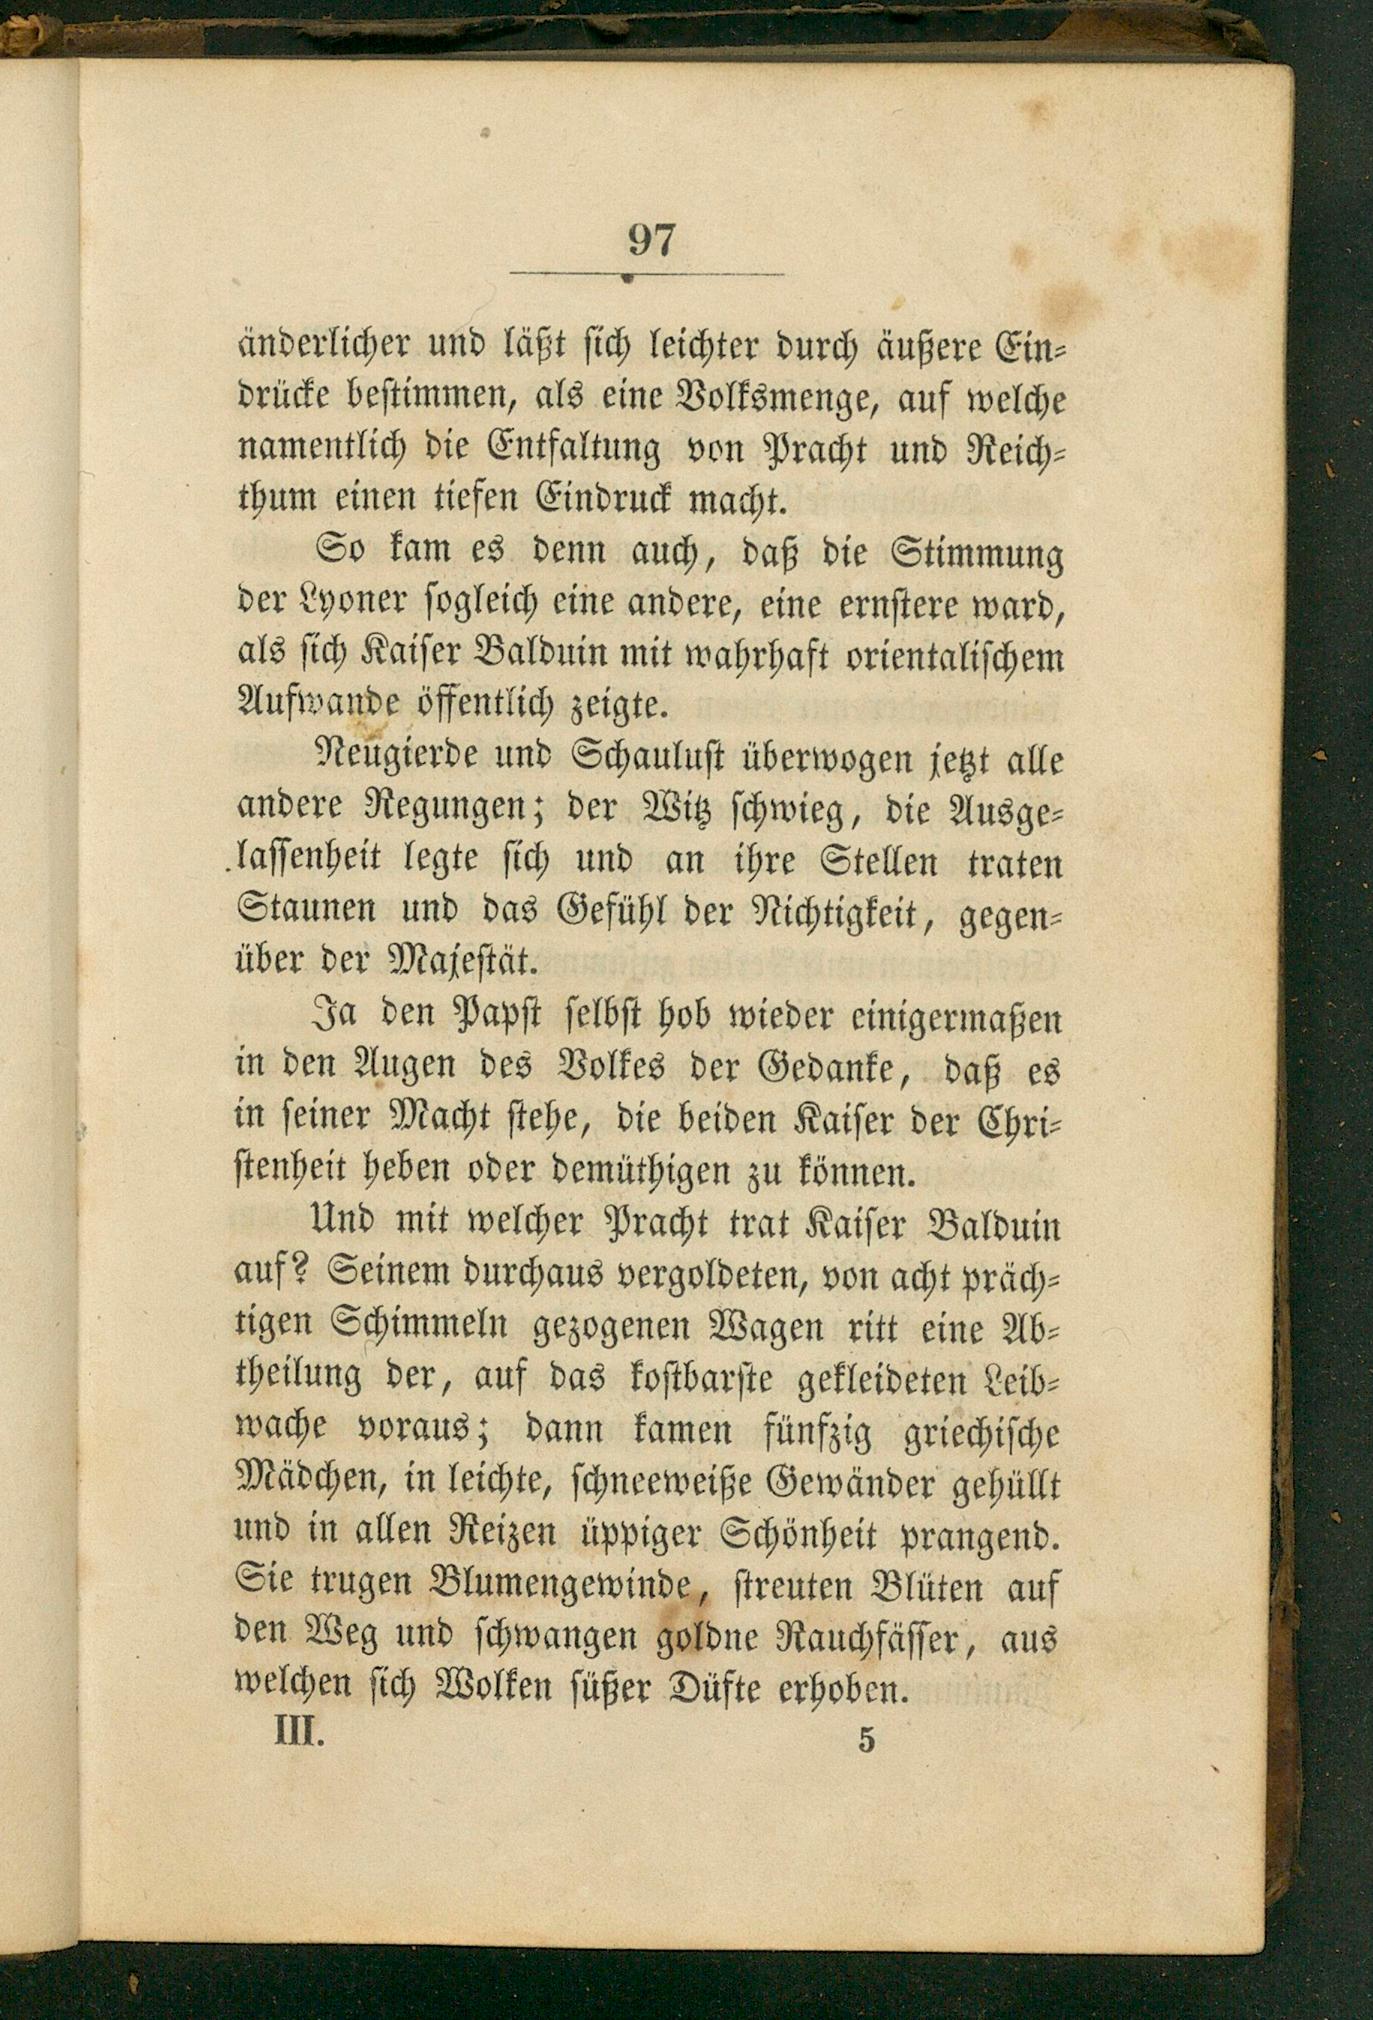 97
änderlicher und läßt sich leichter durch äußere Ein-
drücke bestimmen, als eine Volksmenge, auf welche
namentlich die Entfaltung von Pracht und Reich-
thum einen tiefen Eindruck macht.
So kam es denn auch, daß die Stimmung
der Lyoner sogleich eine andere, eine ernstere ward,
als sich Kaiser Balduin mit wahrhaft orientalischem
Aufwande öffentlich zeigte.
Neugierde und Schaulust überwogen jetzt alle
andere Regungen; der Witz schwieg, die Ausge-
lassenheit legte sich und an ihre Stellen traten
Staunen und das Gefühl der Nichtigkeit, gegen-
über der Majestät.
Ja den Papst selbst hob wieder einigermaßen
in den Augen des Volkes der Gedanke, daß es
in seiner Macht stehe, die beiden Kaiser der Chri-
stenheit heben oder demüthigen zu können.
Und mit welcher Pracht trat Kaiser Balduin
auf? Seinem durchaus vergoldeten, von acht präch-
tigen Schimmeln gezogenen Wagen ritt eine Ab-
theilung der, auf das kostbarste gekleideten Leib-
wache voraus; dann kamen fünfzig griechische
Mädchen, in leichte, schneeweiße Gewänder gehüllt
und in allen Reizen üppiger Schönheit prangend.
Sie trugen Blumengewinde, streuten Blüten auf
den Weg und schwangen goldne Rauchfässer, aus
welchen sich Wolken süßer Düfte erhoben.
III. 5